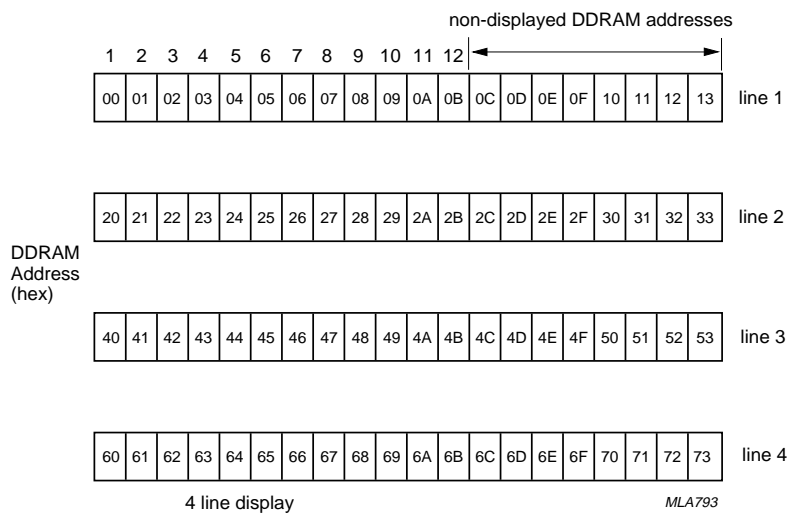 non-displayed DDRAM addresses
1 2 3 4 5 6 7 8 9 10 11 12
00 01 02 03 04 05 06 07 08 09 0A 0B 0C 0D 0E 0F 10 11 12 13 line 1
20 21 22 23 24 25 26 27 28 29 2A 2B 2C 2D 2E 2F 30 31 32 33 line 2
DDRAM
Address
(hex)
40 41 42 43 44 45 46 47 48 49 4A 4B 4C 4D 4E 4F 50 51 52 53 line 3
60 61 62 63 64 65 66 67 68 69 6A 6B 6C 6D 6E 6F 70 71 72 73 line 4
4 line display
MLA793